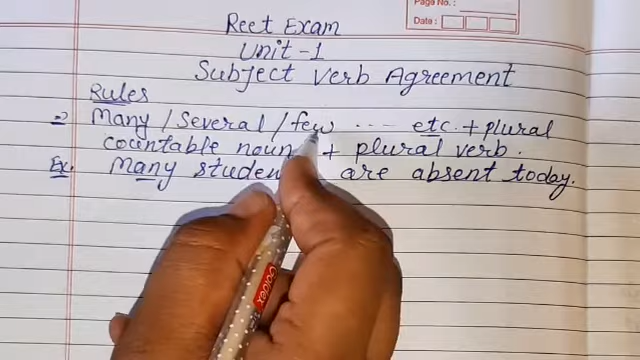 Page No.:
Date:
Reet Exam
Unit-1
Subject Verb Agreement
Rules
⇒ Many / Several / few ---- etc. + plural
countable noun + plural verb.
Ex. Many are absent today.